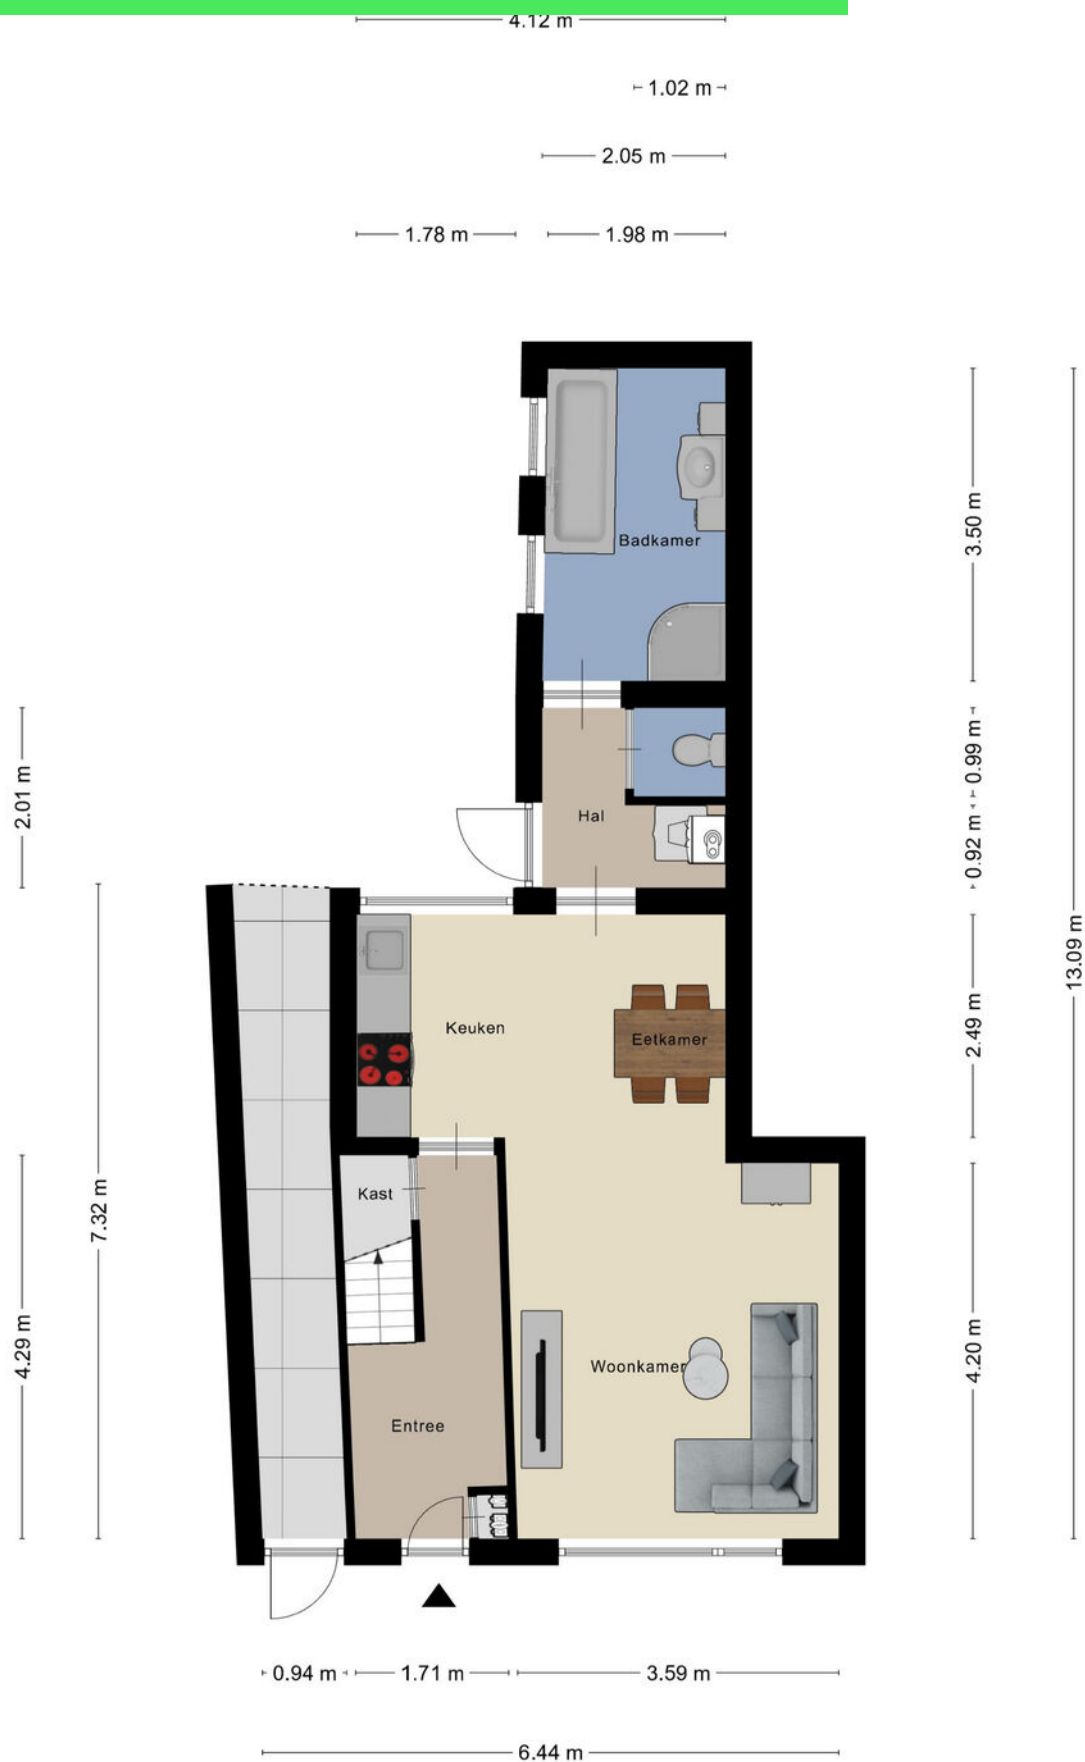 4.12 m
1.02 m
2.05 m
1.78 m
1.98 m
3.50 m
Badkamer
2.01 m
0.99 m
Hal
0.92 m
13.09 m
Keuken
Eetkamer
2.49 m
Kast
7.32 m
4.29 m
Woonkamer
4.20 m
Entree
0.94 m
1.71 m
3.59 m
6.44 m